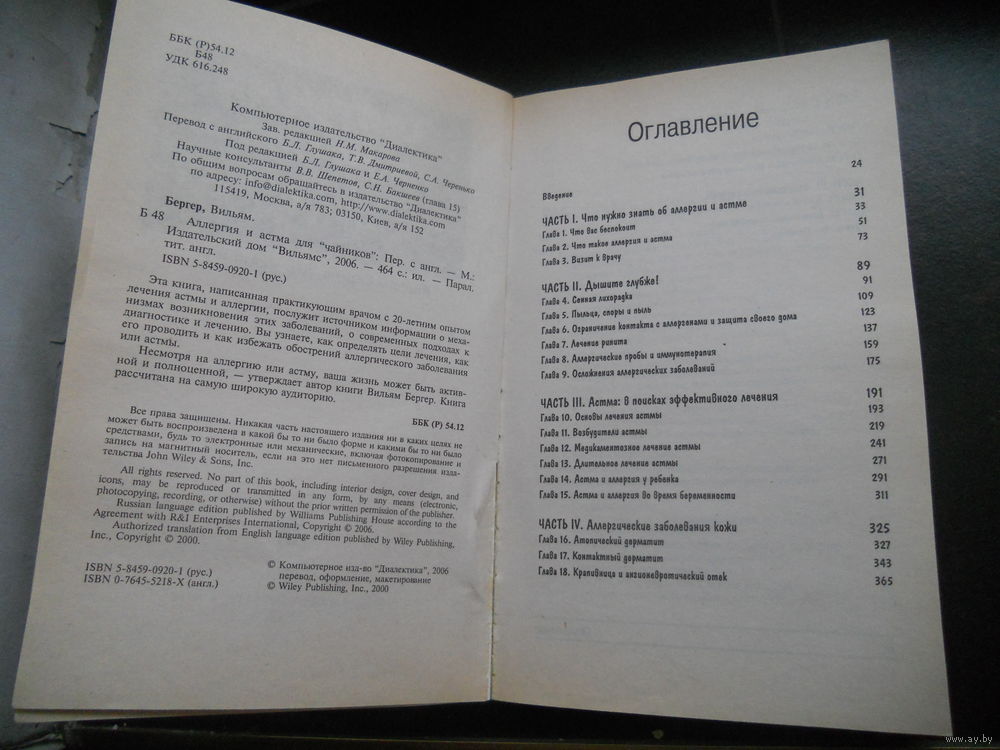 ББК (Р)54.12
Б48
УДК 616.248
Компьютерное издательство "Диалектика"
Зав. редакцией Н.М. Макарова
Перевод с английского Б.Л. Глушака, Т.В. Дмитриевой, С.А. Черенько
Под редакцией Б.Л. Глушака и Е.А. Черненко
Научные консультанты В.В. Шепетов, С.Н. Бакшеев (глава 15)
По общим вопросам обращайтесь в издательство "Диалектика"
по адресу: info@dialektika.com, http://www.dialektika.com
115419, Москва, а/я 783; 03150, Киев, а/я 152
Бергер, Вильям.
Б 48 Аллергия и астма для "чайников": Пер. с англ. — М.:
Издательский дом "Вильямс", 2006. — 464 с.: ил. — Парал.
тит. англ.
ISBN 5-8459-0920-1 (рус.)
Эта книга, написанная практикующим врачом с 20-летним опытом
лечения астмы и аллергии, послужит источником информации о меха-
низмах возникновения этих заболеваний, о современных подходах к
диагностике и лечению. Вы узнаете, как определять цели лечения, как
его проводить и как избежать обострений аллергического заболевания
или астмы.
Несмотря на аллергию или астму, ваша жизнь может быть актив-
ной и полноценной, — утверждает автор книги Вильям Бергер. Книга
рассчитана на самую широкую аудиторию.
ББК (Р) 54.12
Все права защищены. Никакая часть настоящего издания ни в каких целях не
может быть воспроизведена в какой бы то ни было форме и какими бы то ни было
средствами, будь то электронные или механические, включая фотокопирование и
запись на магнитный носитель, если на это нет письменного разрешения изда-
тельства John Wiley & Sons, Inc.
All rights reserved. No part of this book, including interior design, cover design, and
icons, may be reproduced or transmitted in any form, by any means (electronic,
photocopying, recording, or otherwise) without the prior written permission of the publisher.
Russian language edition published by Williams Publishing House according to the
Agreement with R&I Enterprises International, Copyright © 2006.
Authorized translation from English language edition published by Wiley Publishing,
Inc., Copyright © 2000.
ISBN 5-8459-0920-1 (рус.)
ISBN 0-7645-5218-X (англ.)
© Компьютерное изд-во "Диалектика", 2006
перевод, оформление, макетирование
© Wiley Publishing, Inc., 2000
Оглавление
Введение 24
ЧАСТЬ I. Что нужно знать об аллергии и астме 31
Глава 1. Что вас беспокоит 33
Глава 2. Что такое аллергия и астма 51
Глава 3. Визит к врачу 73
ЧАСТЬ II. Дышите глубже! 89
Глава 4. Сенная лихорадка 91
Глава 5. Пыльца, споры и пыль 109
Глава 6. Ограничение контакта с аллергенами и защита своего дома 123
Глава 7. Лечение ринита 137
Глава 8. Аллергические пробы и иммунотерапия 159
Глава 9. Осложнения аллергических заболеваний 175
ЧАСТЬ III. Астма: в поисках эффективного лечения 191
Глава 10. Основы лечения астмы 193
Глава 11. Возбудители астмы 219
Глава 12. Медикаментозное лечение астмы 241
Глава 13. Длительное лечение астмы 271
Глава 14. Астма и аллергия у ребенка 291
Глава 15. Астма и аллергия во время беременности 311
ЧАСТЬ IV. Аллергические заболевания кожи 325
Глава 16. Атопический дерматит 327
Глава 17. Контактный дерматит 343
Глава 18. Крапивница и ангионевротический отек 365
www.ay.by